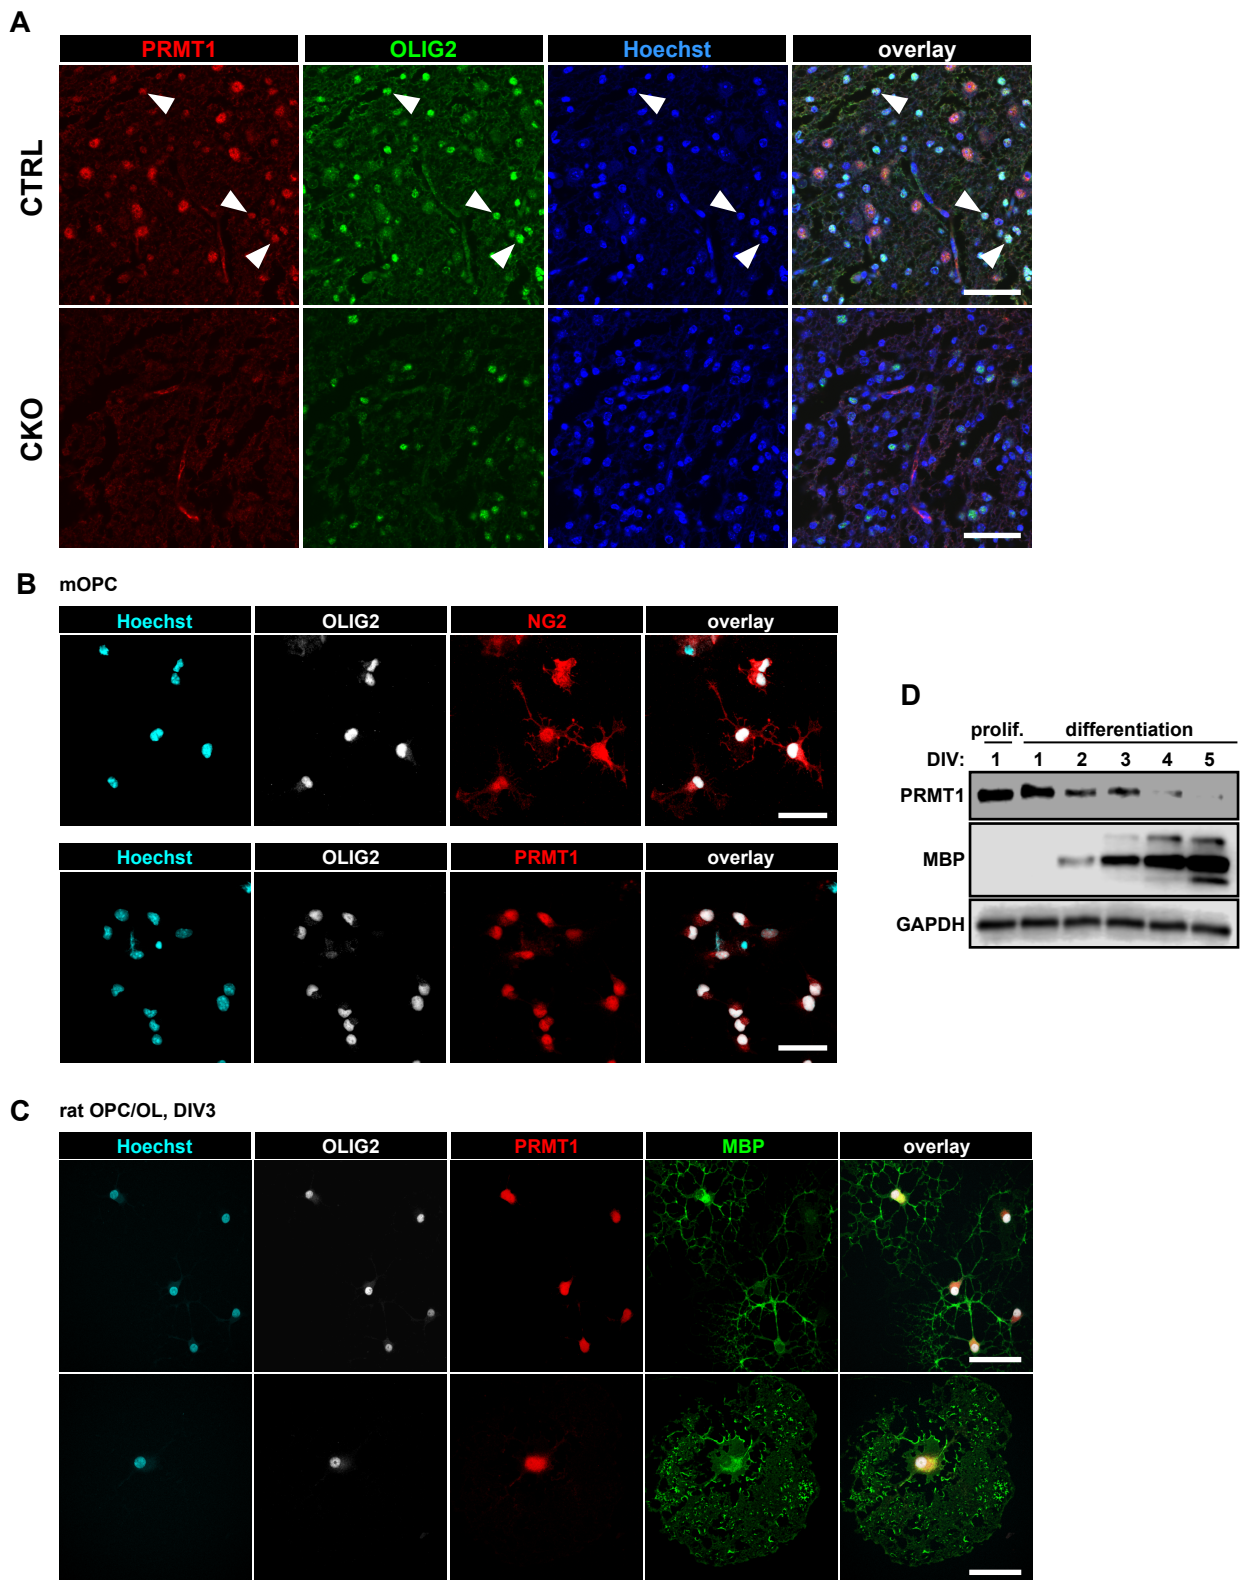 A
PRMT1 OLIG2 Hoechst overlay
CTRL
CKO
B mOPC
Hoechst OLIG2 NG2 overlay
Hoechst OLIG2 PRMT1 overlay
D
prolif. differentiation
DIV: 1 1 2 3 4 5
PRMT1
MBP
GAPDH
C rat OPC/OL, DIV3
Hoechst OLIG2 PRMT1 MBP overlay